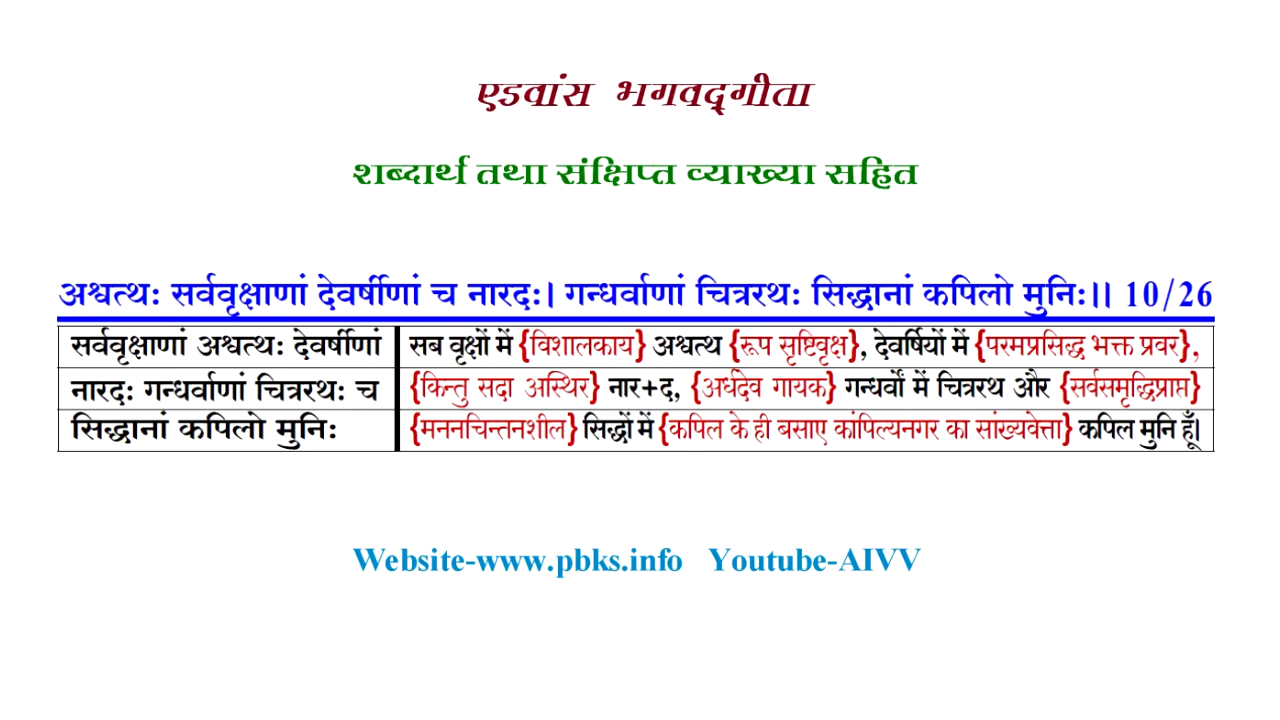 एडवांस भगवद्गीता
शब्दार्थ तथा संक्षिप्त व्याख्या सहित
अश्वत्थः सर्ववृक्षाणां देवर्षीणां च नारदः। गन्धर्वाणां चित्ररथः सिद्धानां कपिलो मुनिः।। 10/26
सर्ववृक्षाणां अश्वत्थः देवर्षीणां सब वृक्षों में {विशालकाय} अश्वत्थ {रूप सृष्टिवृक्ष}, देवर्षियों में {परमप्रसिद्ध भक्त प्रवर},
नारदः गन्धर्वाणां चित्ररथः च {किन्तु सदा अस्थिर} नार+द, {अर्धदेव गायक} गन्धर्वों में चित्ररथ और {सर्वसमृद्धिप्राप्त}
सिद्धानां कपिलो मुनिः {मननचिन्तनशील} सिद्धों में {कपिल के ही बसाए कांपिल्यनगर का सांख्यवेत्ता} कपिल मुनि हूँ।
Website-www.pbks.info Youtube-AIVV